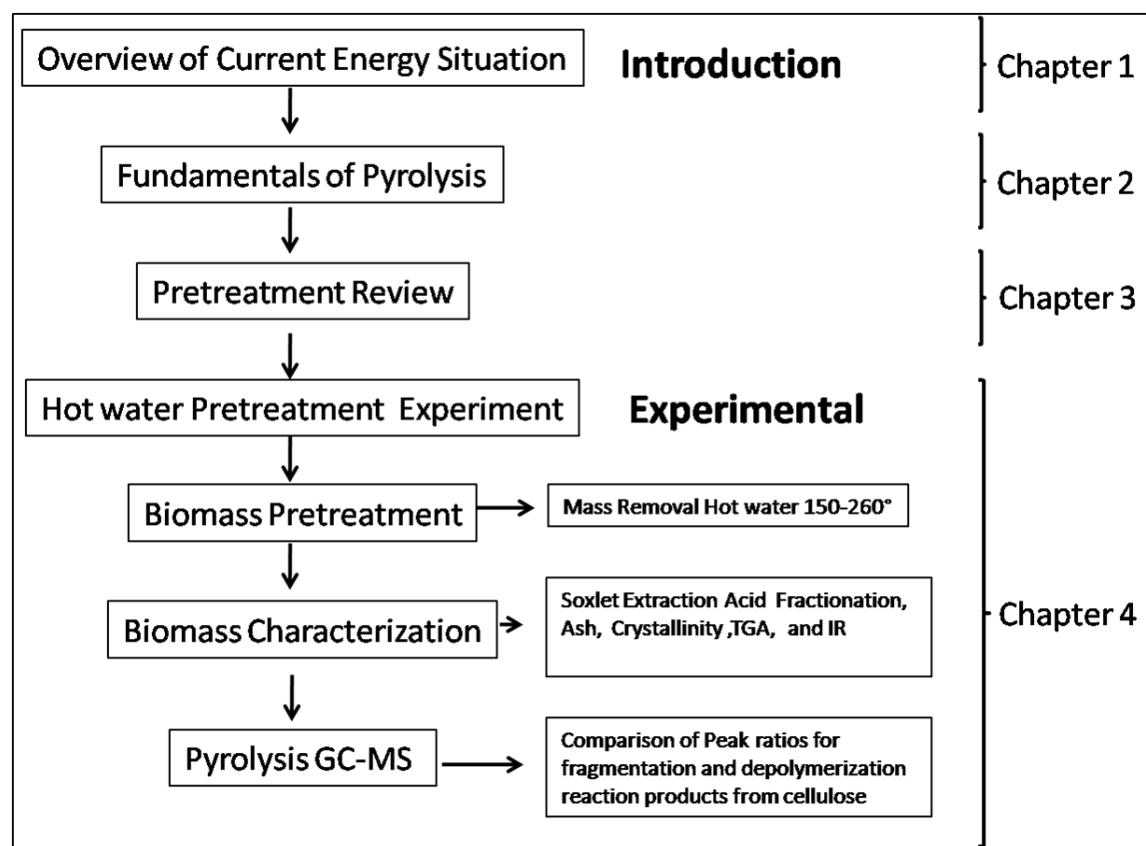 Overview of Current Energy Situation
Introduction
Chapter 1
Fundamentals of Pyrolysis
Chapter 2
Pretreatment Review
Chapter 3
Hot water Pretreatment Experiment
Experimental
Biomass Pretreatment
Mass Removal Hot water 150-260°
Biomass Characterization
Soxlet Extraction Acid Fractionation,
Ash, Crystallinity ,TGA, and IR
Chapter 4
Pyrolysis GC-MS
Comparison of Peak ratios for
fragmentation and depolymerization
reaction products from cellulose